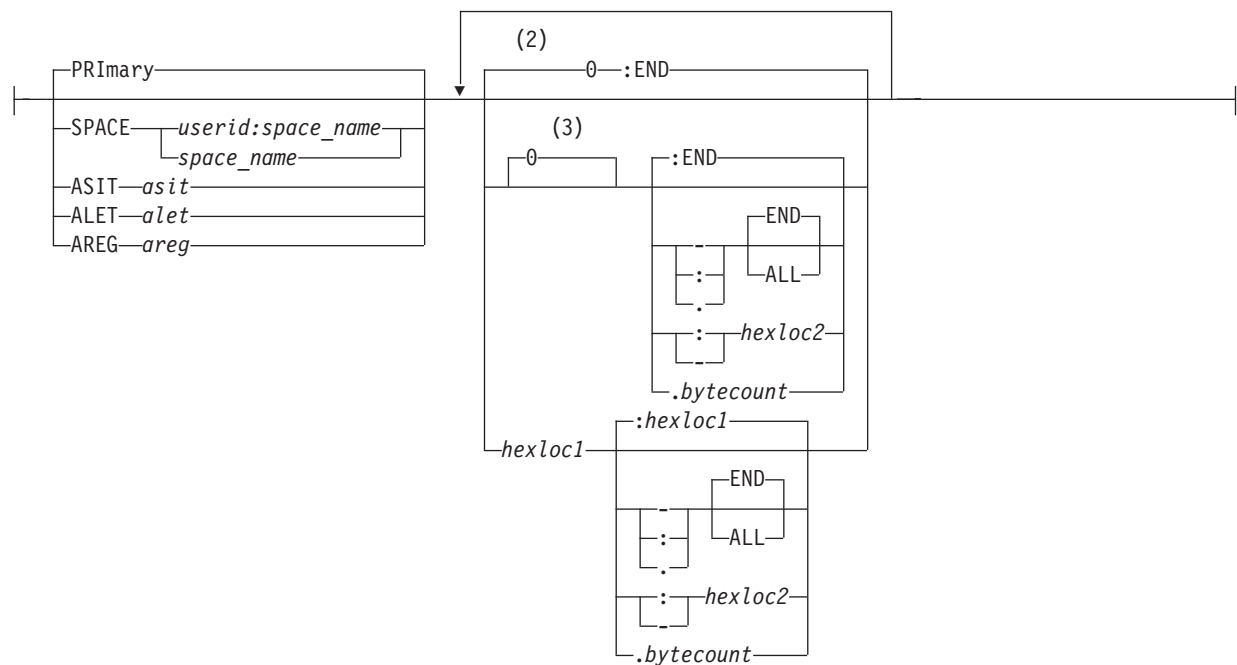 (2)
PRImary 0 :END
SPACE userid:space_name (3)
space_name 0 :END
ASIT asit
ALET alet END
AREG areg -
: ALL
.
: hexloc2
-
.bytecount
:hexloc1
hexloc1
END
-
: ALL
.
: hexloc2
-
.bytecount